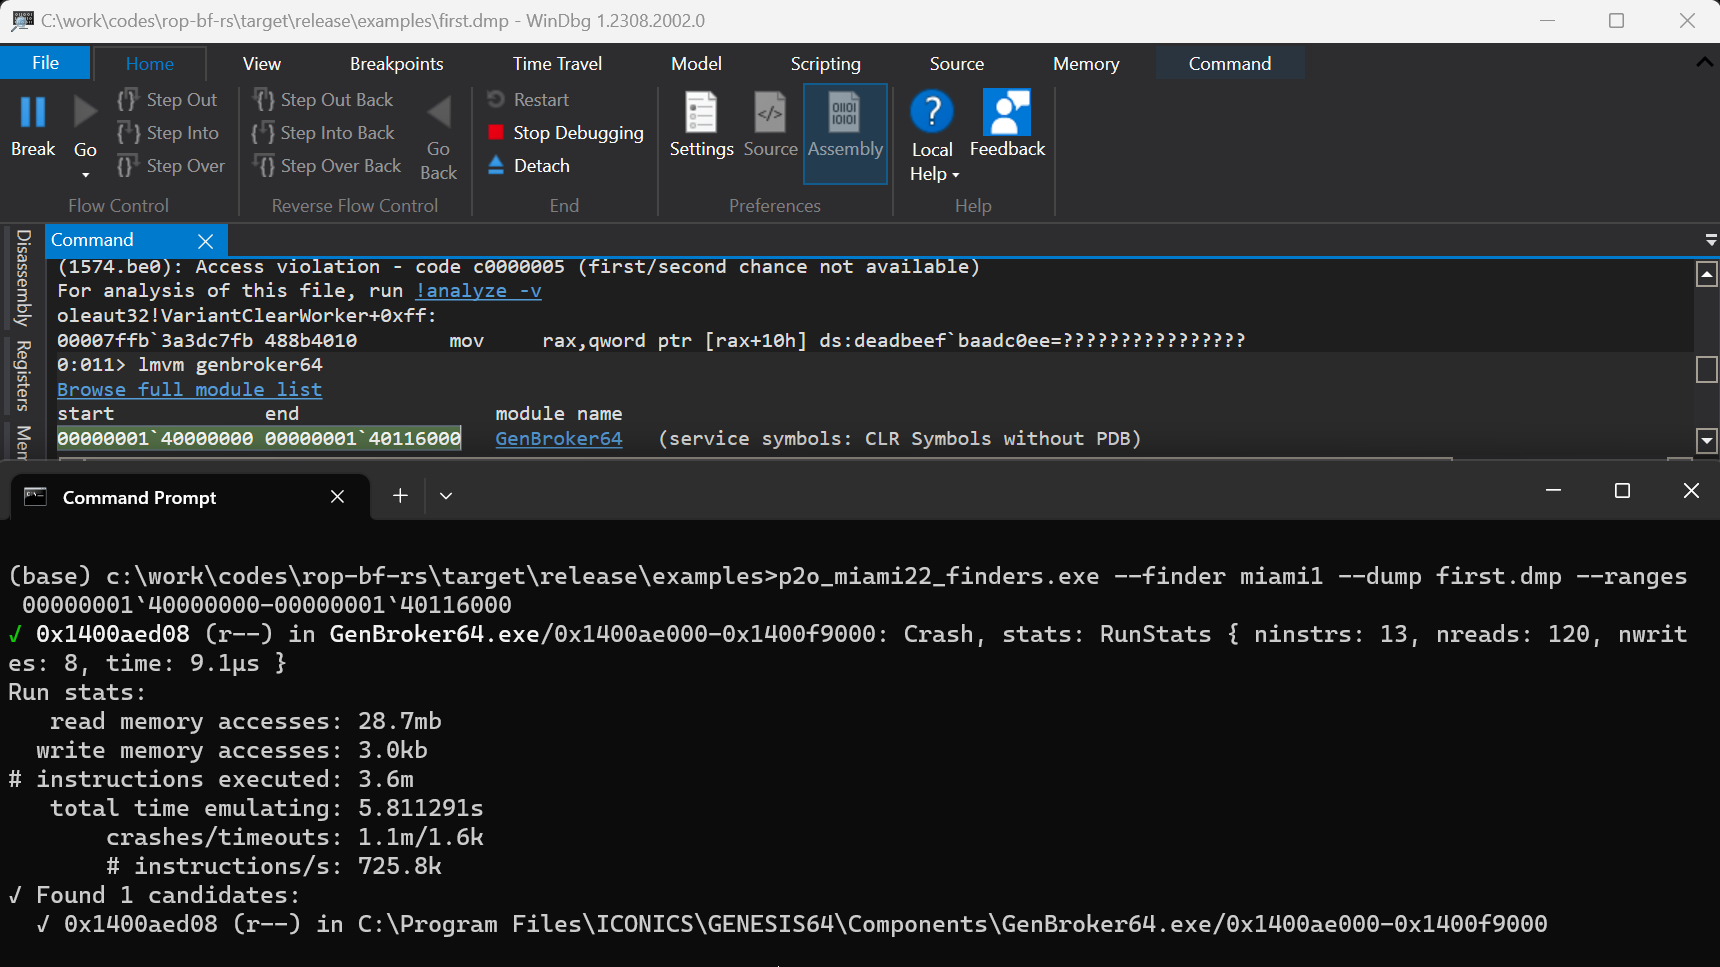 C:\work\codes\rop-bf-rs\target\release\examples\first.dmp - WinDbg 1.2308.2002.0
File Home View Breakpoints Time Travel Model Scripting Source Memory Command
Break
Go
Step Out
Step Into
Step Over
Flow Control
Step Out Back
Step Into Back
Step Over Back
Go
Back
Reverse Flow Control
Restart
Stop Debugging
Detach
End
Settings Source Assembly
Preferences
Local
Help
Feedback
Help
Disassembly
Registers
Mem
Command
(1574.be0): Access violation - code c0000005 (first/second chance not available)
For analysis of this file, run !analyze -v
oleaut32!VariantClearWorker+0xff:
00007ffb`3a3dc7fb 488b4010 mov rax,qword ptr [rax+10h] ds:deadbeef`baadc0ee=????????????????
0:011> lmvm genbroker64
Browse full module list
start end module name
00000001`40000000 00000001`40116000 GenBroker64 (service symbols: CLR Symbols without PDB)
Command Prompt
(base) c:\work\codes\rop-bf-rs\target\release\examples>p2o_miami22_finders.exe --finder miami1 --dump first.dmp --ranges
00000001`40000000-00000001`40116000
√ 0x1400aed08 (r--) in GenBroker64.exe/0x1400ae000-0x1400f9000: Crash, stats: RunStats { ninstrs: 13, nreads: 120, nwrit
es: 8, time: 9.1µs }
Run stats:
read memory accesses: 28.7mb
write memory accesses: 3.0kb
# instructions executed: 3.6m
total time emulating: 5.811291s
crashes/timeouts: 1.1m/1.6k
# instructions/s: 725.8k
√ Found 1 candidates:
√ 0x1400aed08 (r--) in C:\Program Files\ICONICS\GENESIS64\Components\GenBroker64.exe/0x1400ae000-0x1400f9000